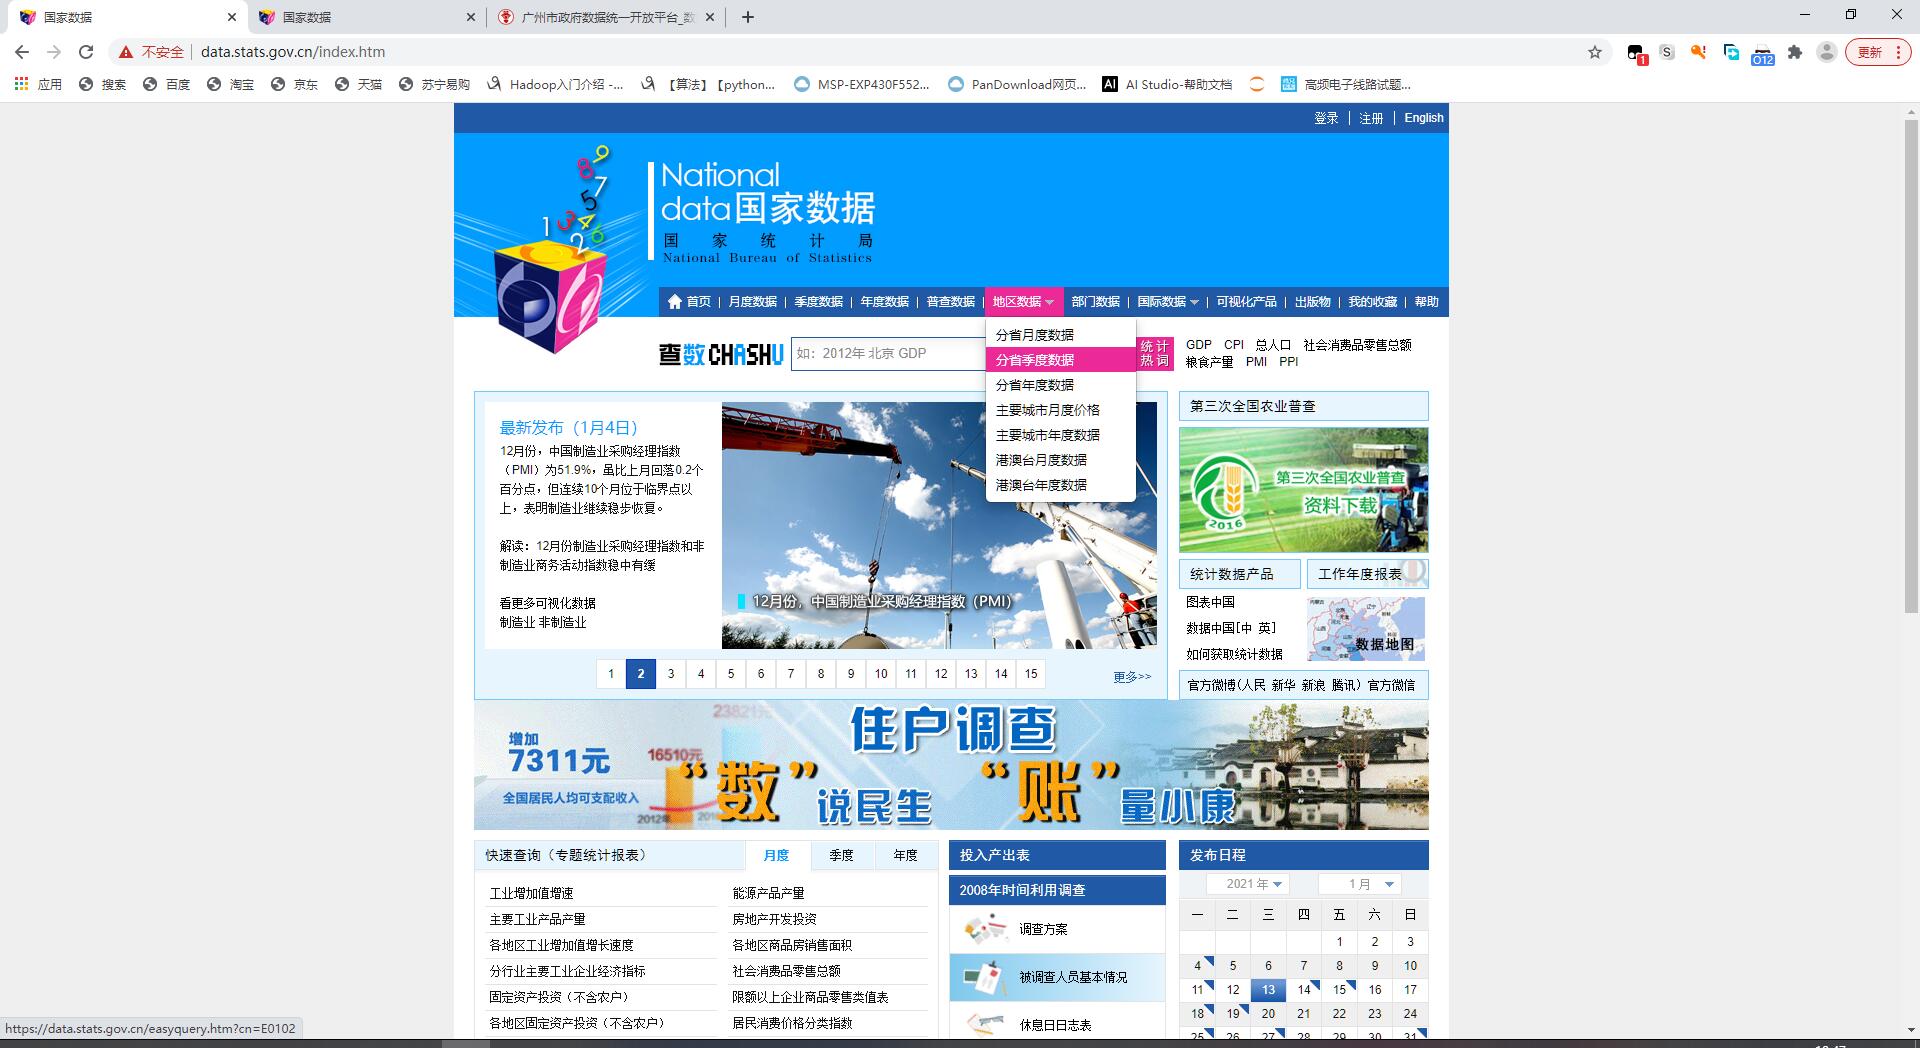 国家数据
国家数据
广州市政府数据统一开放平台_数
不安全
data.stats.gov.cn/index.htm
1
S
O12
更新
应用
搜索
百度
淘宝
京东
天猫
苏宁易购
Hadoop入门介绍 -...
【算法】【python...
MSP-EXP430F552...
PanDownload网页...
AI
AI Studio-帮助文档
高频电子线路试题...
登录 | 注册 | English
9
8
7
5
1 3 4
2 6
National
data国家数据
国家统计局
National Bureau of Statistics
首页 | 月度数据 | 季度数据 | 年度数据 | 普查数据 | 地区数据 部门数据 | 国际数据 | 可视化产品 | 出版物 | 我的收藏 | 帮助
查数CHASHU
如：2012年 北京 GDP
统计
热词
GDP CPI 总人口 社会消费品零售总额
粮食产量 PMI PPI
分省月度数据
分省季度数据
分省年度数据
主要城市月度价格
主要城市年度数据
港澳台月度数据
港澳台年度数据
最新发布（1月4日）
12月份，中国制造业采购经理指数
（PMI）为51.9%，虽比上月回落0.2个
百分点，但连续10个月位于临界点以
上，表明制造业继续稳步恢复。
解读：12月份制造业采购经理指数和非
制造业商务活动指数稳中有缓
看更多可视化数据
制造业 非制造业
12月份，中国制造业采购经理指数（PMI）
1 2 3 4 5 6 7 8 9 10 11 12 13 14 15
更多>>
第三次全国农业普查
第三次全国农业普查
资料下载
2016
统计数据产品
工作年度报表
图表中国
数据中国[中 英]
如何获取统计数据
数据地图
官方微博(人民 新华 新浪 腾讯) 官方微信
增加
7311元
全国居民人均可支配收入
23821元
16510元
2012年
住户调查
“数”说民生
“账”量小康
快速查询（专题统计报表）
月度
季度
年度
工业增加值增速
能源产品产量
主要工业产品产量
房地产开发投资
各地区工业增加值增长速度
各地区商品房销售面积
分行业主要工业企业经济指标
社会消费品零售总额
固定资产投资（不含农户）
限额以上企业商品零售类值表
各地区固定资产投资（不含农户）
居民消费价格分类指数
投入产出表
2008年时间利用调查
调查方案
被调查人员基本情况
休息日日志表
发布日程
2021 年
1 月
一 二 三 四 五 六 日
1 2 3
4 5 6 7 8 9 10
11 12 13 14 15 16 17
18 19 20 21 22 23 24
25 26 27 28 29 30 31
https://data.stats.gov.cn/easyquery.htm?cn=E0102